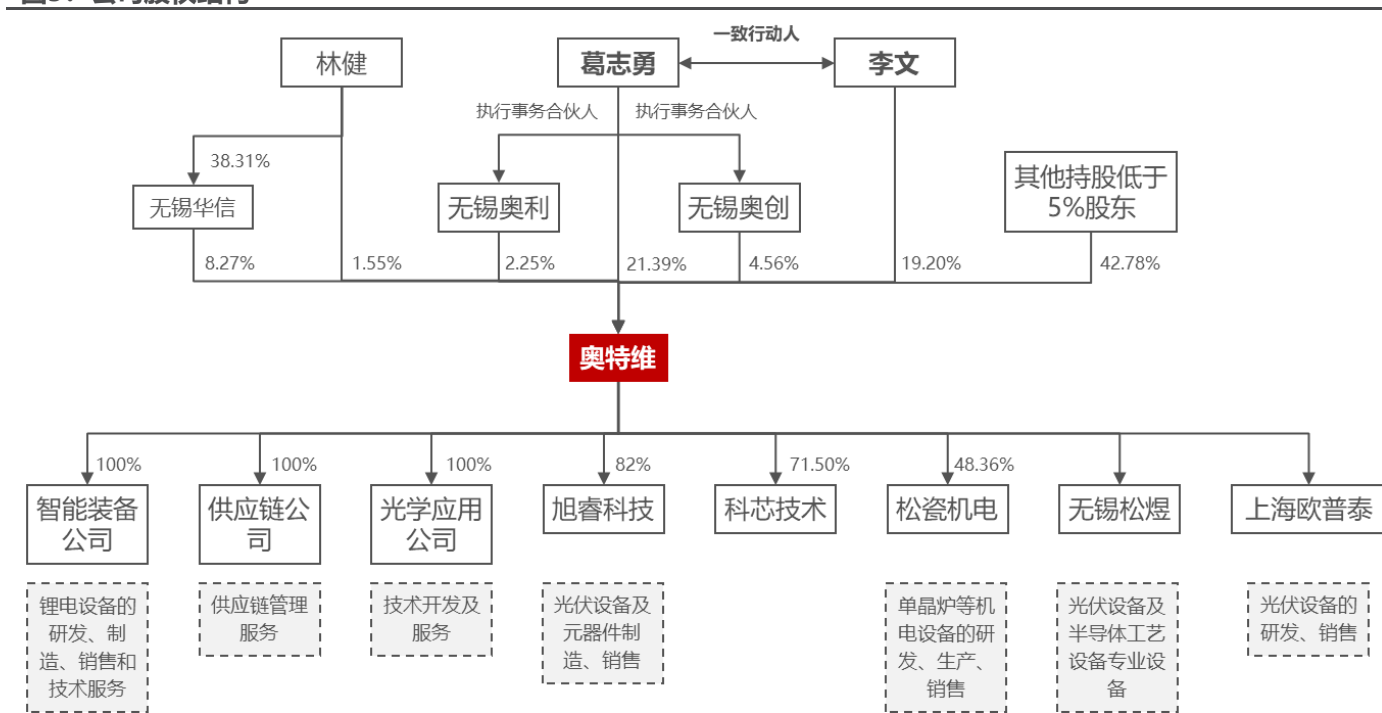 一致行动人
林健
葛志勇
李文
执行事务合伙人
执行事务合伙人
38.31%
无锡华信
无锡奥利
无锡奥创
其他持股低于
5%股东
8.27%
1.55%
2.25%
21.39%
4.56%
19.20%
42.78%
奥特维
100%
100%
100%
82%
71.50%
48.36%
智能装备
公司
供应链公
司
光学应用
公司
旭睿科技
科芯技术
松瓷机电
无锡松煜
上海欧普泰
锂电设备的
研发、制
造、销售和
技术服务
供应链管理
服务
技术开发及
服务
光伏设备及
元器件制
造、销售
单晶炉等机
电设备的研
发、生产、
销售
光伏设备及
半导体工艺
设备专业设
备
光伏设备的
研发、销售